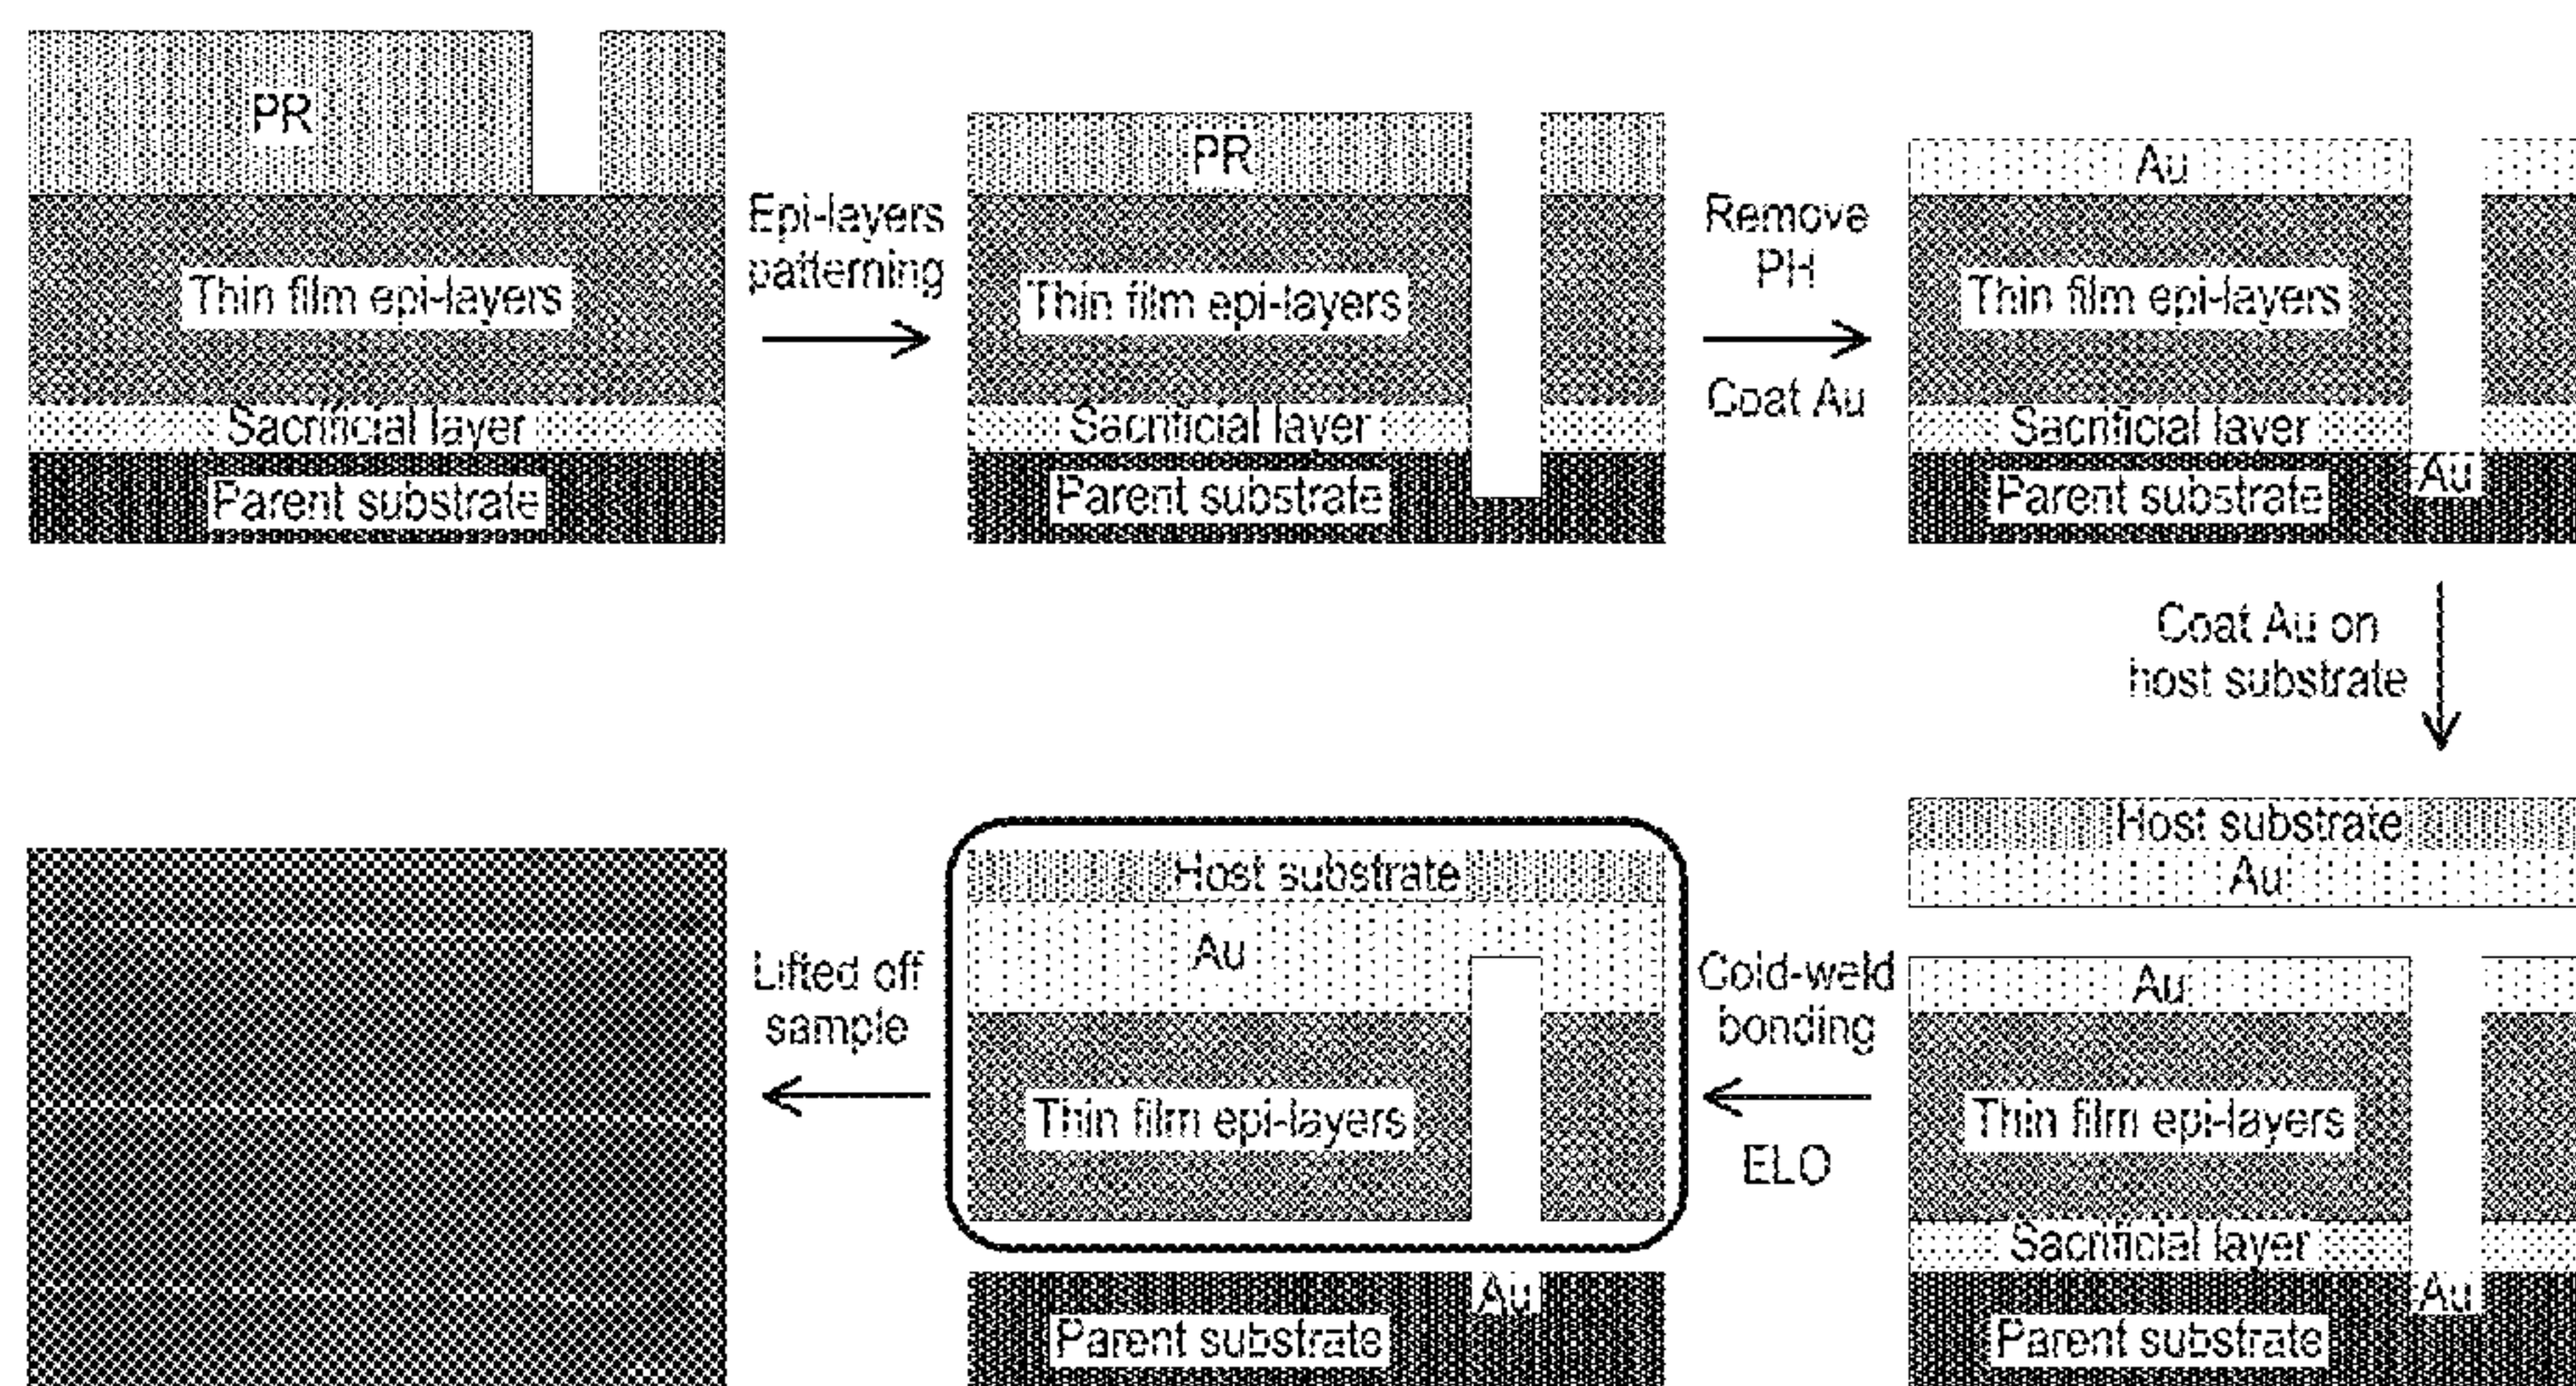 PR
Thin film epi-layers
Sacrificial layer
Parent substrate
Epi-layers
patterning
PR
Thin film epi-layers
Sacrificial layer
Parent substrate
Remove
PH
Coat Au
Au
Thin film epi-layers
Sacrificial layer
Au
Parent substrate
Coat Au on
host substrate
Host substrate
Au
Au
Thin film epi-layers
Sacrificial layer
Au
Parent substrate
Cold-weld
bonding
ELO
Host substrate
Au
Thin film epi-layers
Au
Parent substrate
Lifted off
sample